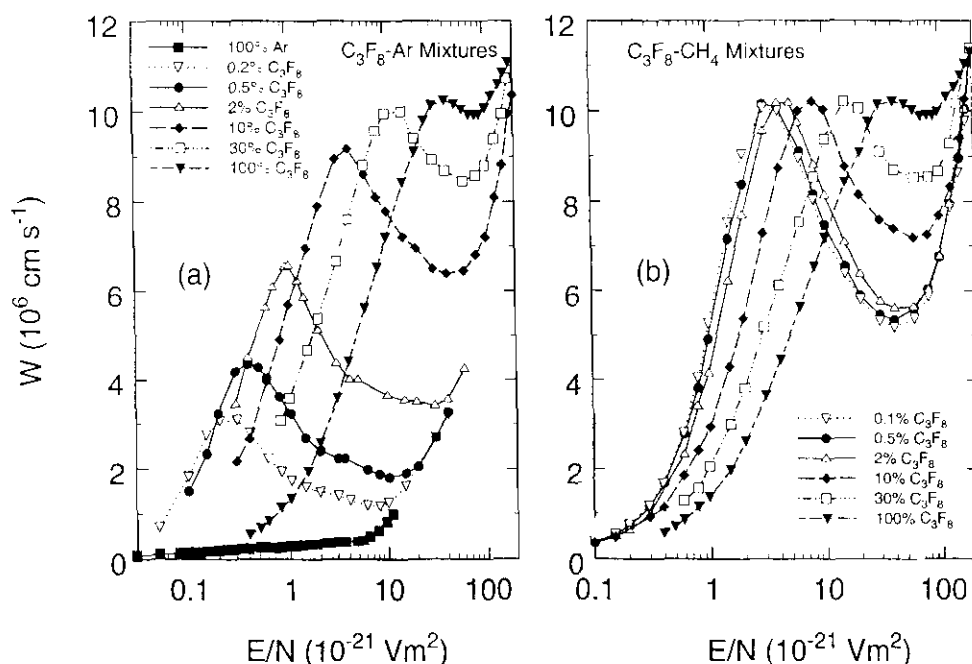 C3F8-Ar Mixtures
100% Ar
0.2% C3F8
0.5% C3F8
2% C3F8
10% C3F8
30% C3F8
100% C3F8
(a)
W (10^6 cm s^-1)
12
10
8
6
4
2
0
0.1
1
10
100
E/N (10^-21 Vm^2)
C3F8-CH4 Mixtures
(b)
0.1% C3F8
0.5% C3F8
2% C3F8
10% C3F8
30% C3F8
100% C3F8
12
10
8
6
4
2
0
0.1
1
10
100
E/N (10^-21 Vm^2)